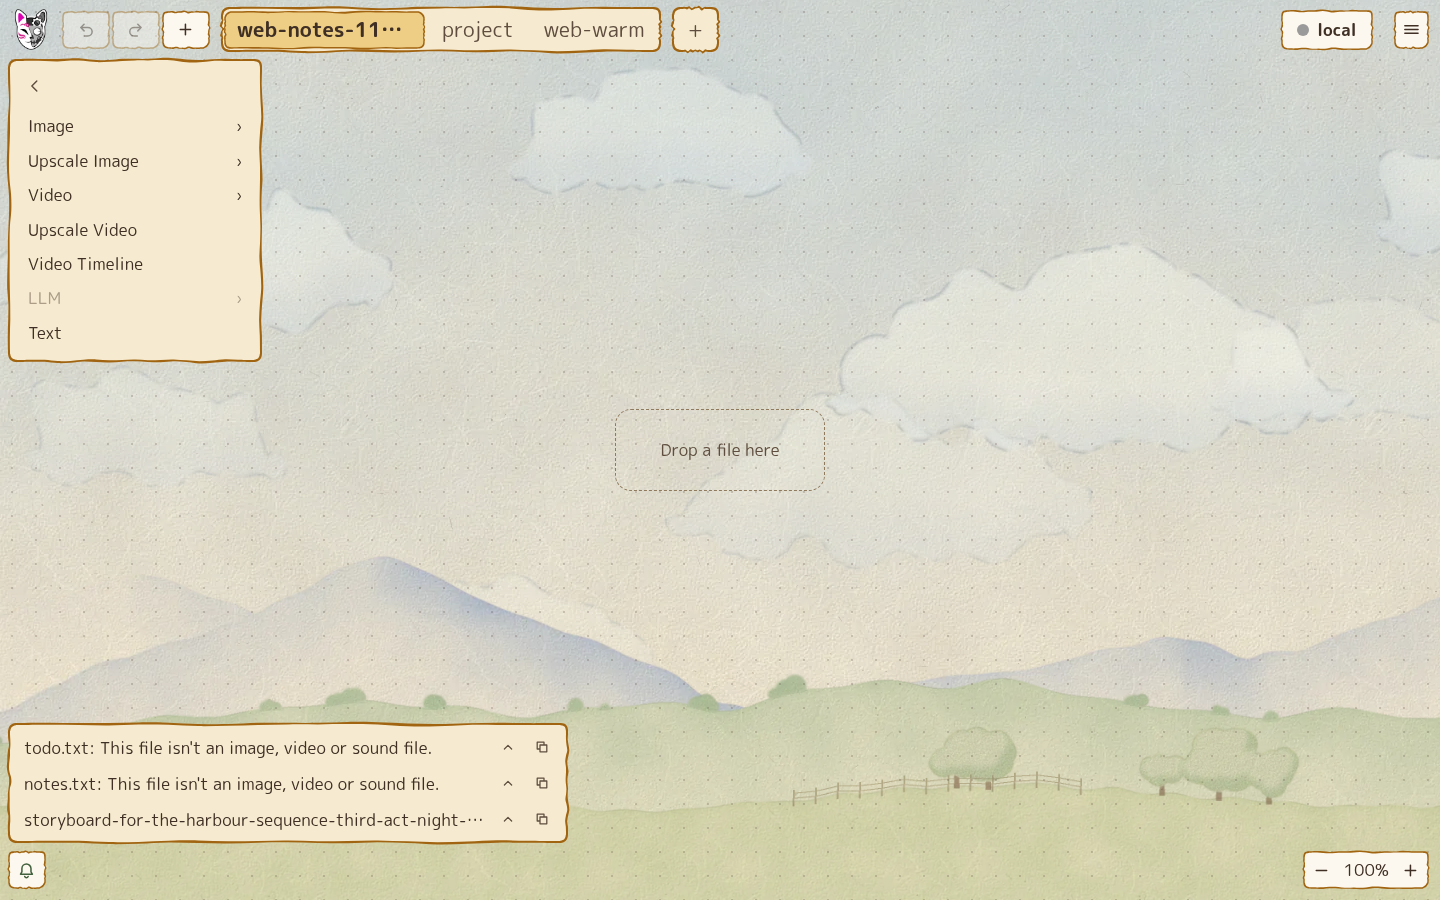 web-notes-11…
project
web-warm
local
Image
Upscale Image
Video
Upscale Video
Video Timeline
LLM
Text
Drop a file here
todo.txt: This file isn't an image, video or sound file.
notes.txt: This file isn't an image, video or sound file.
storyboard-for-the-harbour-sequence-third-act-night-…
100%